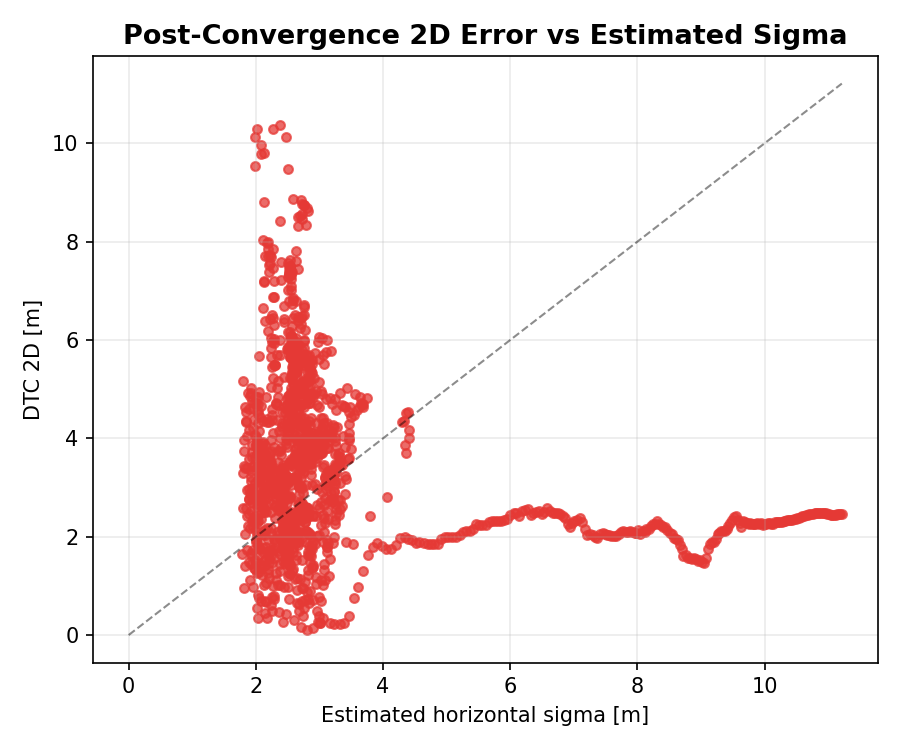 Post-Convergence 2D Error vs Estimated Sigma
DTC 2D [m]
10
8
6
4
2
0
0 2 4 6 8 10
Estimated horizontal sigma [m]